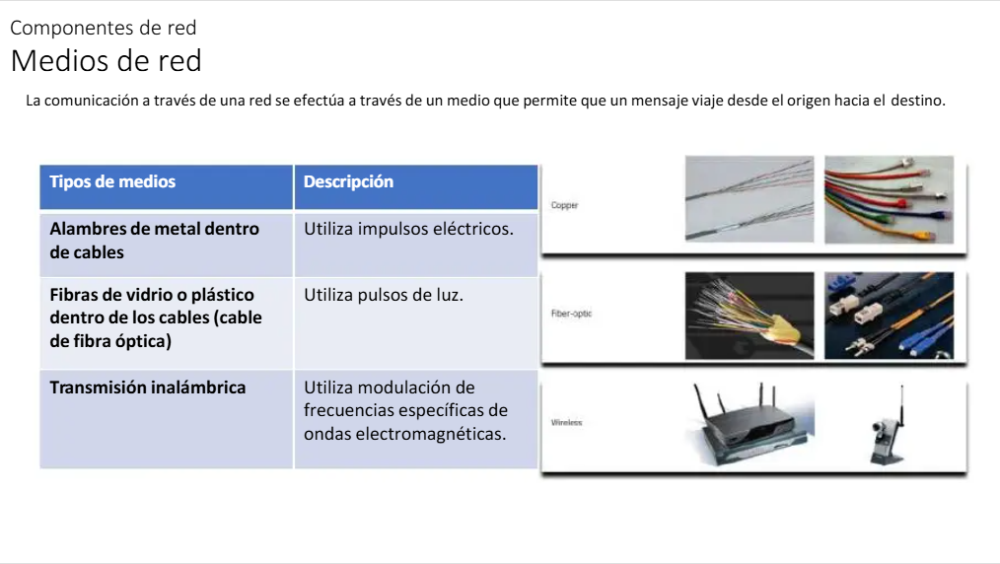 Componentes de red
Medios de red
La comunicación a través de una red se efectúa a través de un medio que permite que un mensaje viaje desde el origen hacia el destino.
Tipos de medios
Descripción
Alambres de metal dentro
de cables
Utiliza impulsos eléctricos.
Fibras de vidrio o plástico
dentro de los cables (cable
de fibra óptica)
Utiliza pulsos de luz.
Transmisión inalámbrica
Utiliza modulación de
frecuencias específicas de
ondas electromagnéticas.
Copper
Fiber-optic
Wireless